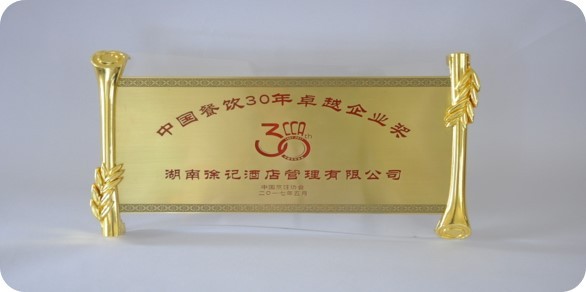 中国餐饮30年卓越企业奖
30
CCA
th
湖南徐记酒店管理有限公司
中国烹饪协会
二〇一七年五月